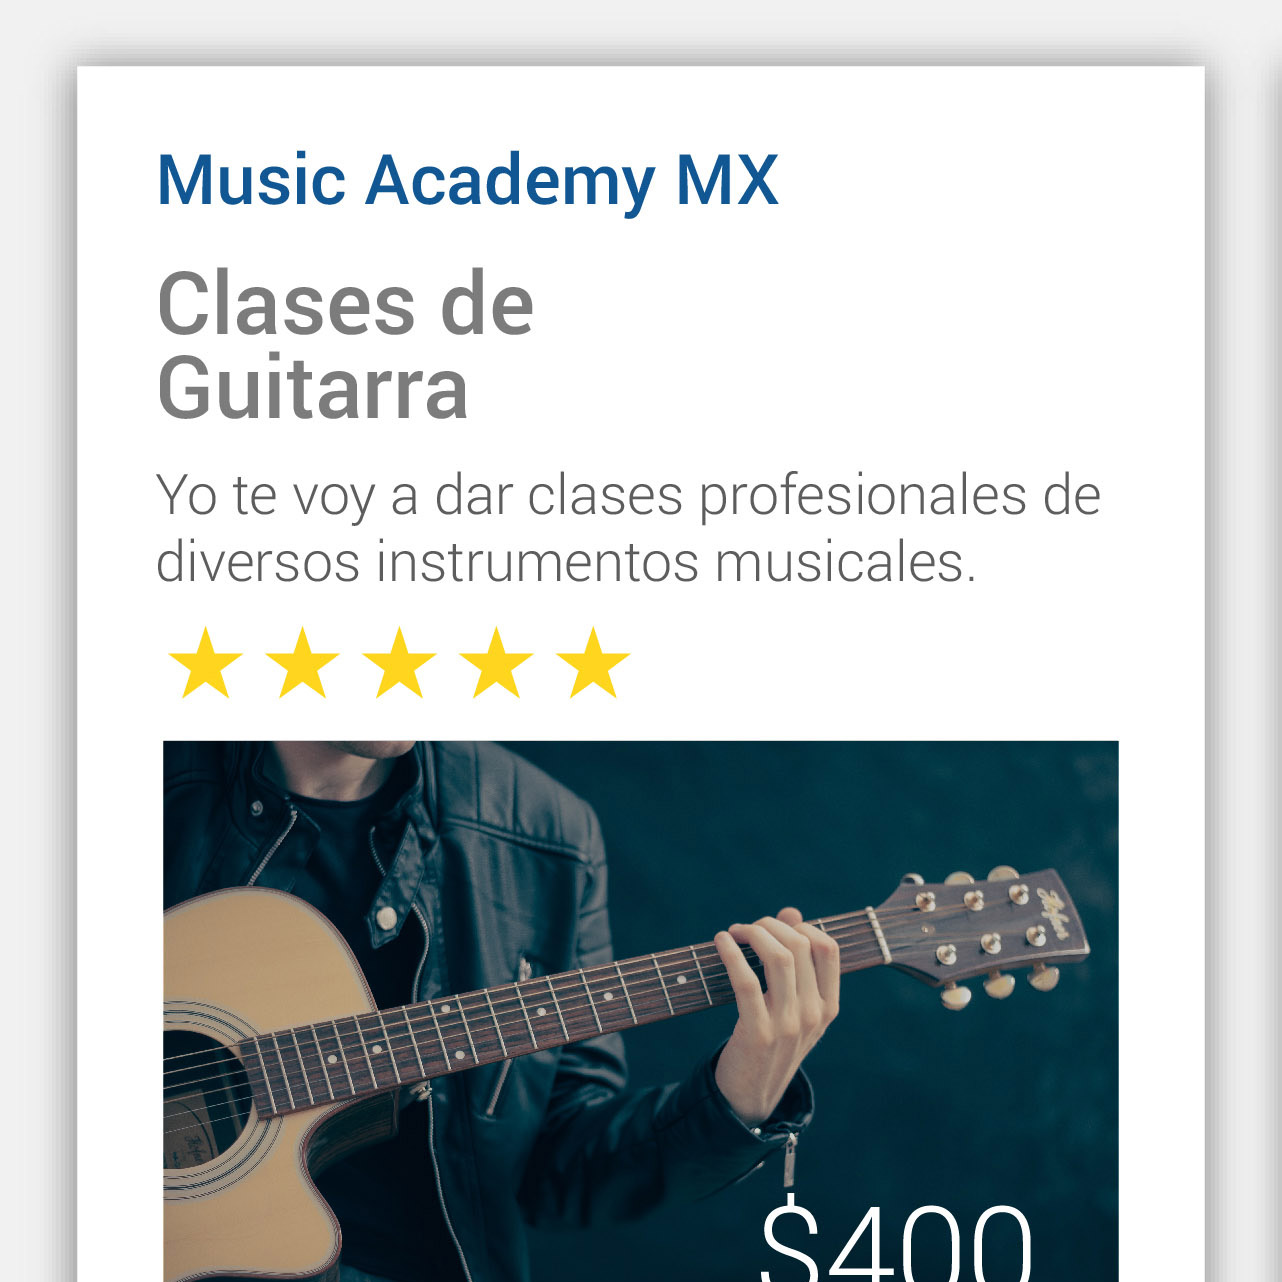 Music Academy MX
Clases de
Guitarra
Yo te voy a dar clases profesionales de
diversos instrumentos musicales.
$400